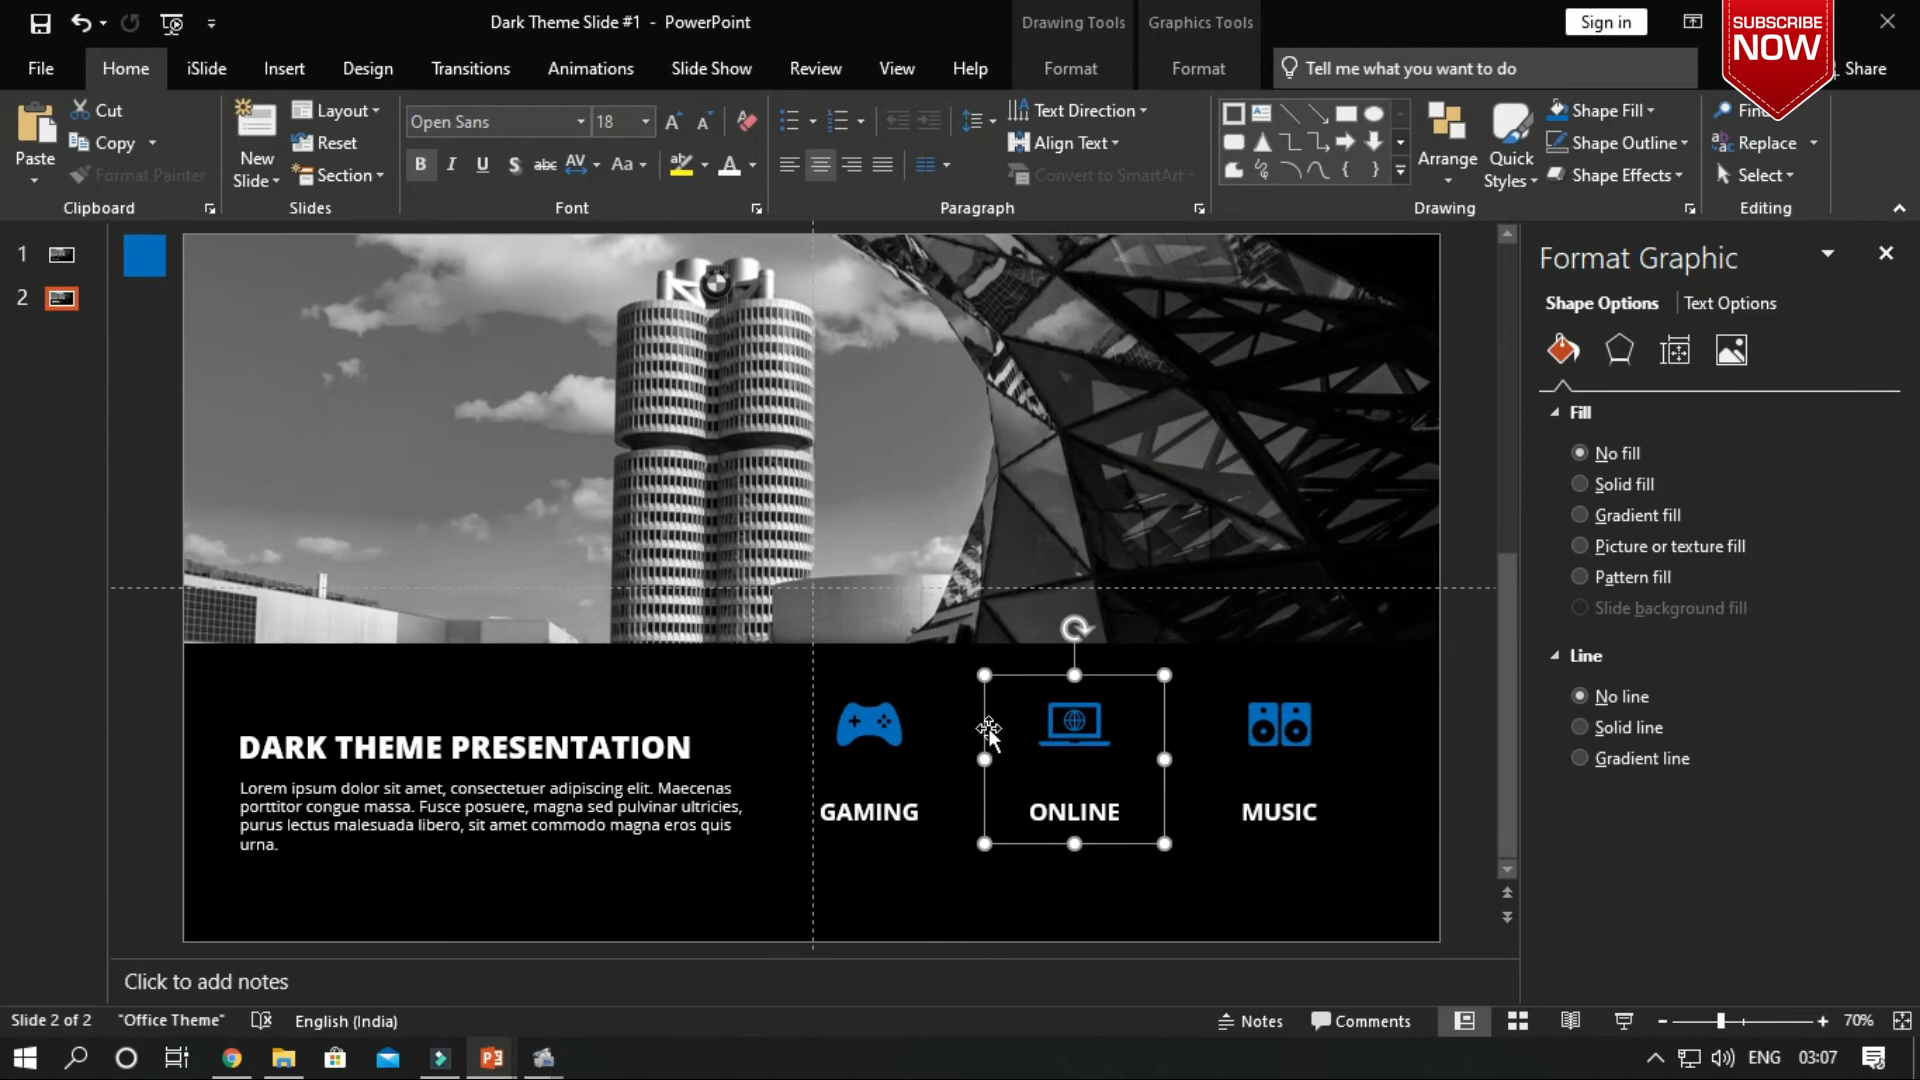 Dark Theme Slide #1 - PowerPoint
Drawing Tools
Graphics Tools
Sign in
SUBSCRIBE
NOW
File
Home
iSlide
Insert
Design
Transitions
Animations
Slide Show
Review
View
Help
Format
Format
Tell me what you want to do
Share
Paste
Cut
Copy
Format Painter
Clipboard
New
Slide
Layout
Reset
Section
Slides
Open Sans
18
B I U S abc AV Aa A
Font
Text Direction
Align Text
Convert to SmartArt
Paragraph
Arrange
Quick
Styles
Shape Fill
Shape Outline
Shape Effects
Drawing
Replace
Select
Editing
1
2
DARK THEME PRESENTATION
Lorem ipsum dolor sit amet, consectetuer adipiscing elit. Maecenas
porttitor congue massa. Fusce posuere, magna sed pulvinar ultricies,
purus lectus malesuada libero, sit amet commodo magna eros quis
urna.
GAMING
ONLINE
MUSIC
Format Graphic
Shape Options
Text Options
Fill
No fill
Solid fill
Gradient fill
Picture or texture fill
Pattern fill
Slide background fill
Line
No line
Solid line
Gradient line
Click to add notes
Slide 2 of 2
"Office Theme"
English (India)
Notes
Comments
70%
ENG
03:07